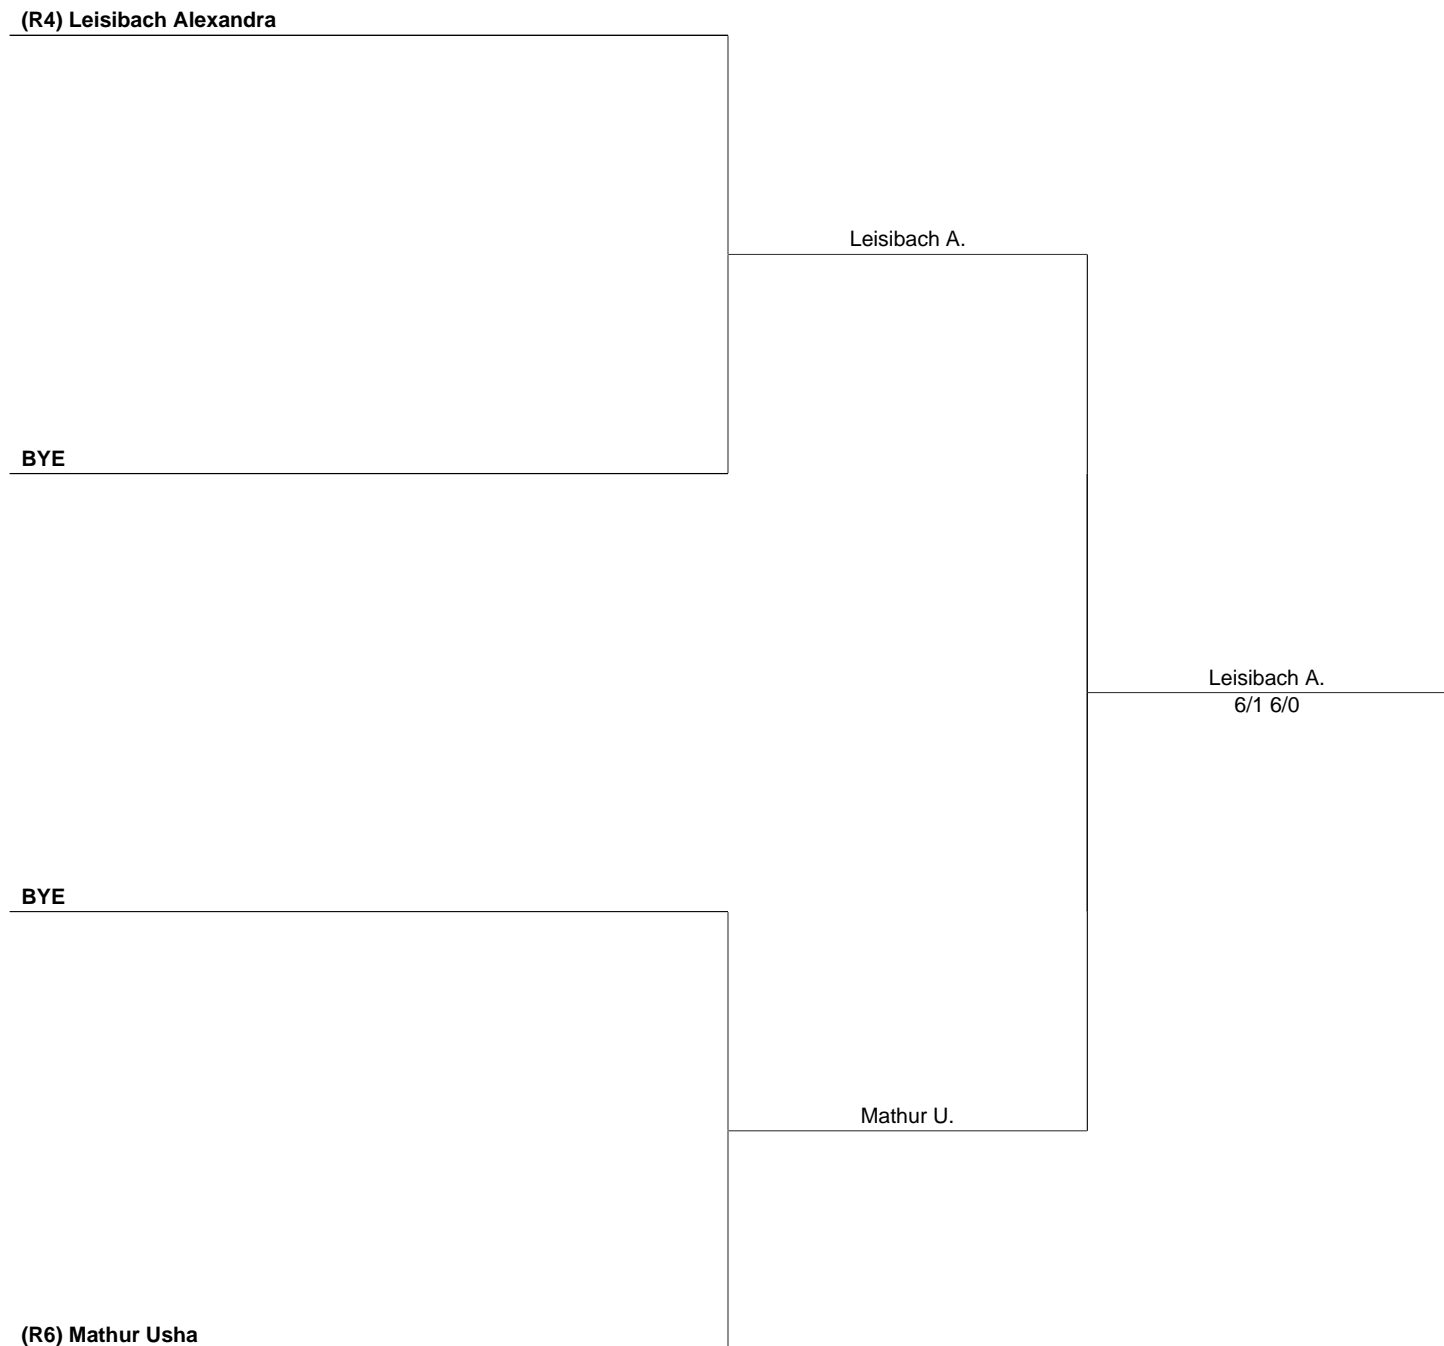 (R4) Leisibach Alexandra
Leisibach A.
BYE
Leisibach A.
6/1 6/0
BYE
Mathur U.
(R6) Mathur Usha